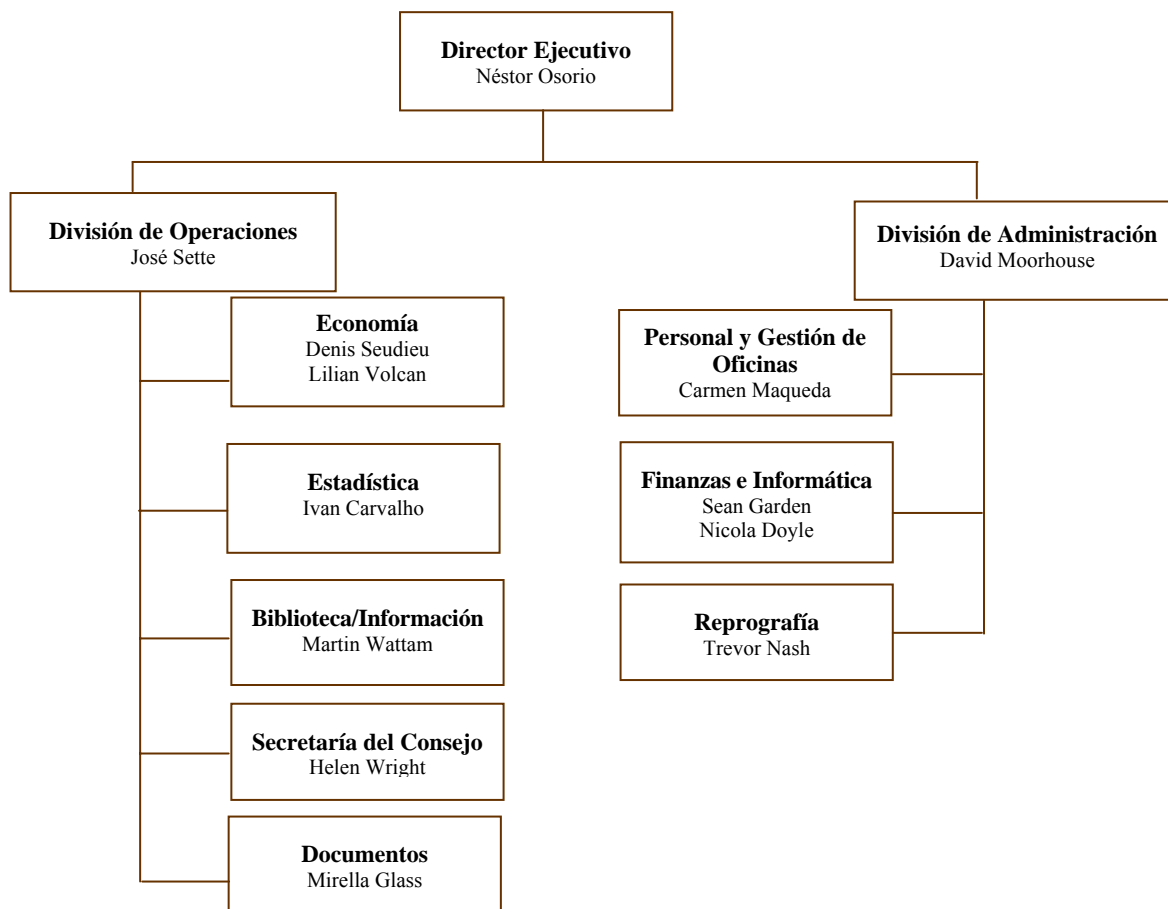 Director Ejecutivo
Néstor Osorio
División de Operaciones
José Sette
División de Administración
David Moorhouse
Economía
Denis Seudieu
Lilian Volcan
Estadística
Ivan Carvalho
Biblioteca/Información
Martin Wattam
Secretaría del Consejo
Helen Wright
Documentos
Mirella Glass
Personal y Gestión de
Oficinas
Carmen Maqueda
Finanzas e Informática
Sean Garden
Nicola Doyle
Reprografía
Trevor Nash